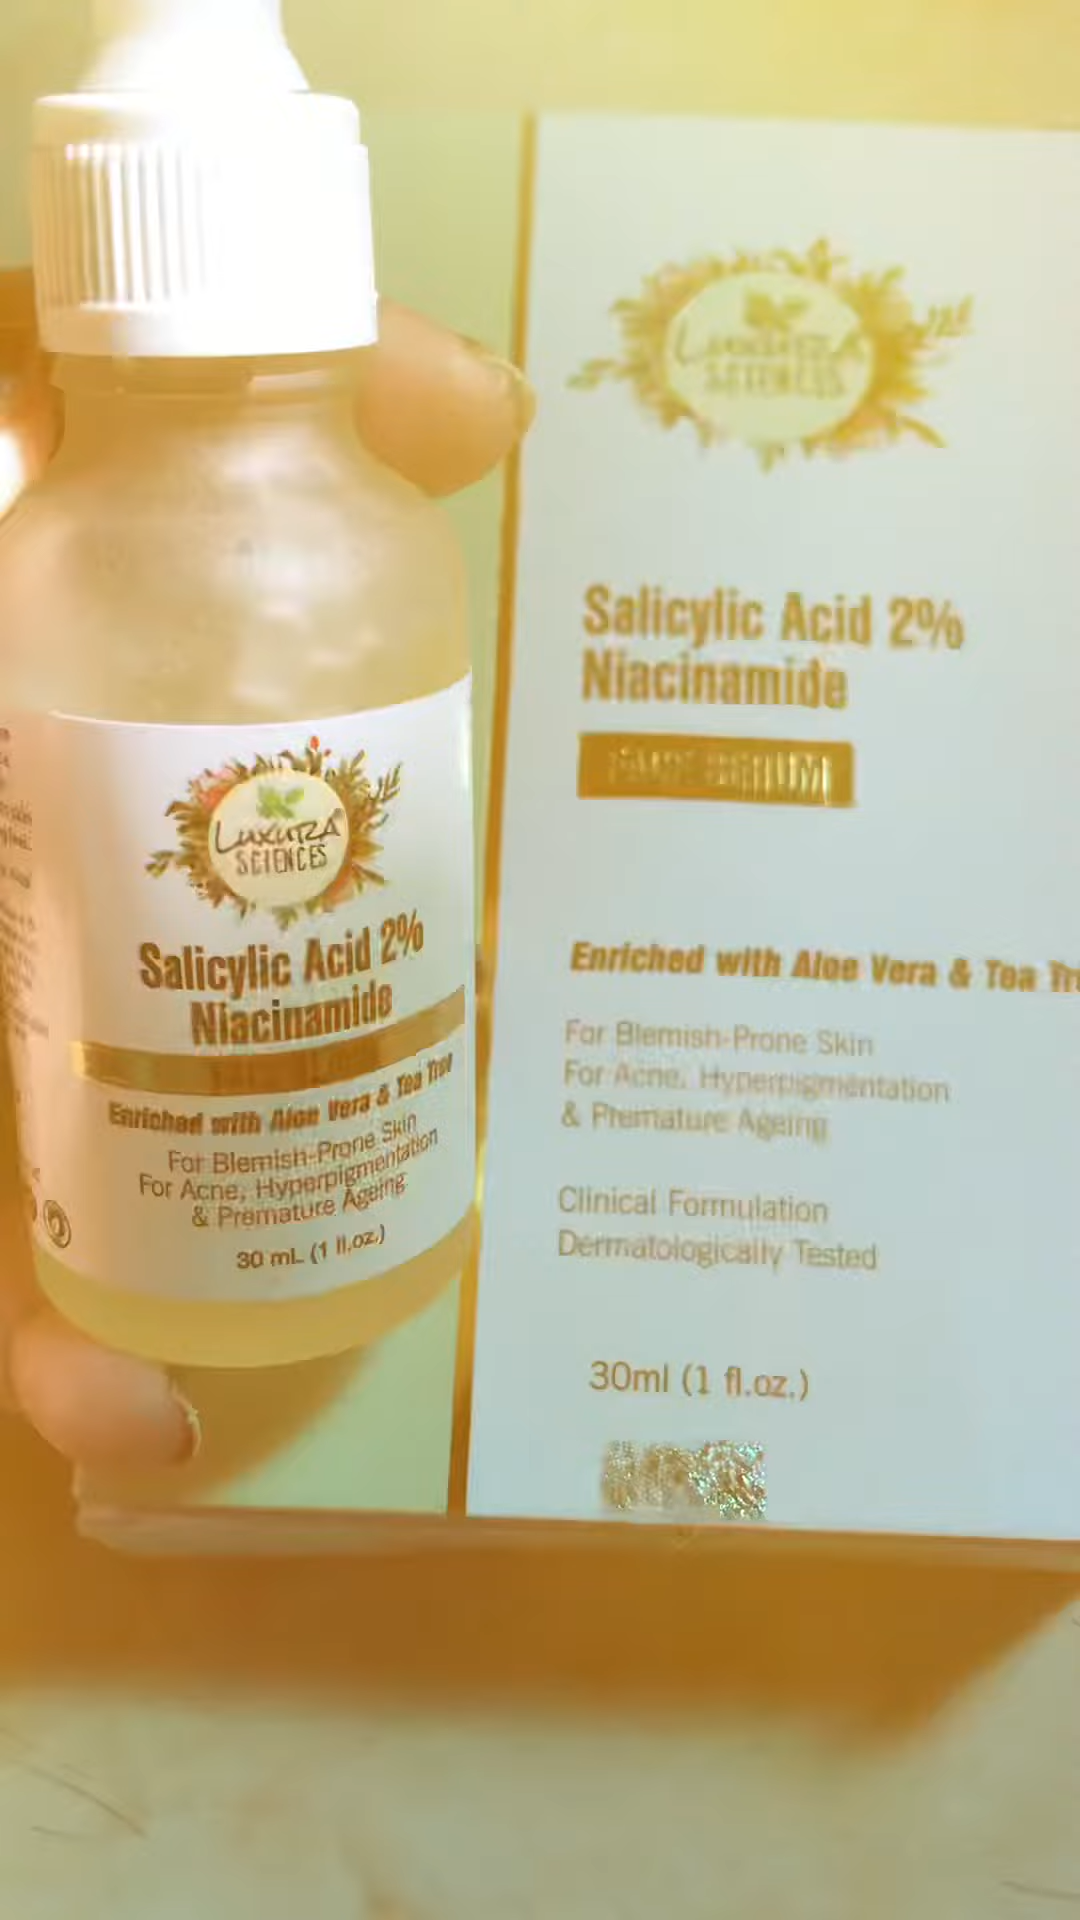 LUXURA
SCIENCES
Salicylic Acid 2%
Niacinamide
Enriched with Aloe Vera & Tea Tree
For Blemish-Prone Skin
For Acne, Hyperpigmentation
& Premature Ageing
30 mL (1 fl.oz.)
LUXURA
SCIENCES
Salicylic Acid 2%
Niacinamide
FACE SERUM
Enriched with Aloe Vera & Tea
For Blemish-Prone Skin
For Acne, Hyperpigmentation
& Premature Ageing
Clinical Formulation
Dermatologically Tested
30ml (1 fl.oz.)